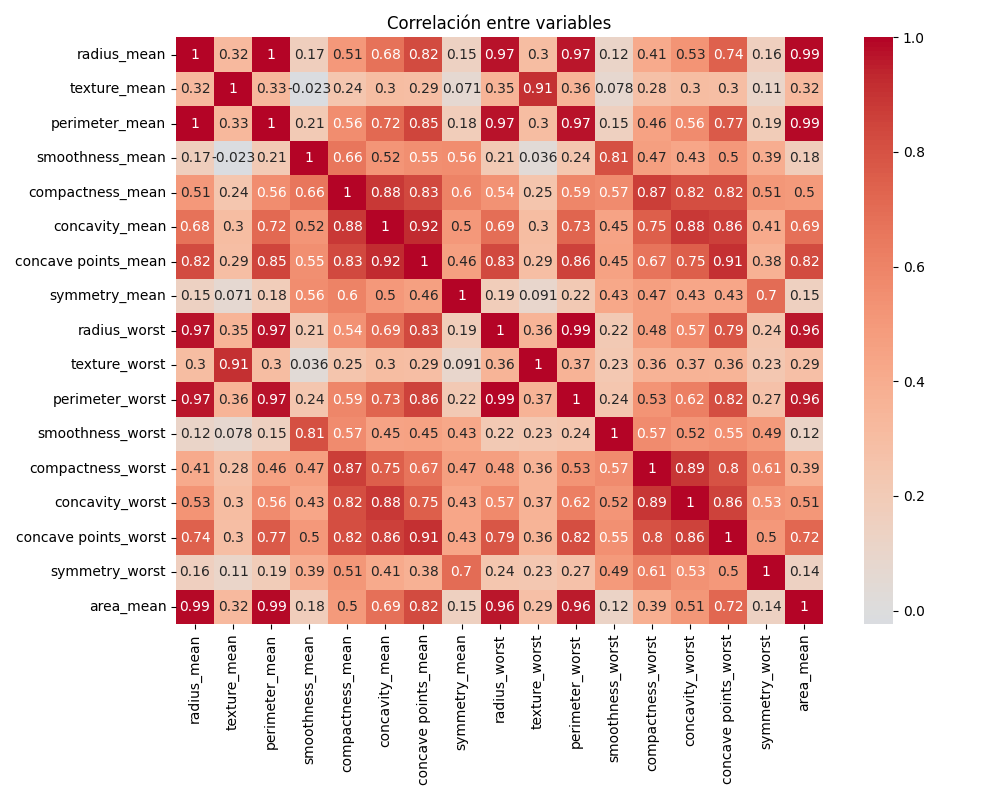 Correlación entre variables
radius_mean 1 0.32 1 0.17 0.51 0.68 0.82 0.15 0.97 0.3 0.97 0.12 0.41 0.53 0.74 0.16 0.99 1.0
texture_mean 0.32 1 0.33 -0.023 0.24 0.3 0.29 0.071 0.35 0.91 0.36 0.078 0.28 0.3 0.3 0.11 0.32
perimeter_mean 1 0.33 1 0.21 0.56 0.72 0.85 0.18 0.97 0.3 0.97 0.15 0.46 0.56 0.77 0.19 0.99
smoothness_mean 0.17 -0.023 0.21 1 0.66 0.52 0.55 0.56 0.21 0.036 0.24 0.81 0.47 0.43 0.5 0.39 0.18 0.8
compactness_mean 0.51 0.24 0.56 0.66 1 0.88 0.83 0.6 0.54 0.25 0.59 0.57 0.87 0.82 0.82 0.51 0.5
concavity_mean 0.68 0.3 0.72 0.52 0.88 1 0.92 0.5 0.69 0.3 0.73 0.45 0.75 0.88 0.86 0.41 0.69
concave points_mean 0.82 0.29 0.85 0.55 0.83 0.92 1 0.46 0.83 0.29 0.86 0.45 0.67 0.75 0.91 0.38 0.82 0.6
symmetry_mean 0.15 0.071 0.18 0.56 0.6 0.5 0.46 1 0.19 0.091 0.22 0.43 0.47 0.43 0.43 0.7 0.15
radius_worst 0.97 0.35 0.97 0.21 0.54 0.69 0.83 0.19 1 0.36 0.99 0.22 0.48 0.57 0.79 0.24 0.96
texture_worst 0.3 0.91 0.3 0.036 0.25 0.3 0.29 0.091 0.36 1 0.37 0.23 0.36 0.37 0.36 0.23 0.29 0.4
perimeter_worst 0.97 0.36 0.97 0.24 0.59 0.73 0.86 0.22 0.99 0.37 1 0.24 0.53 0.62 0.82 0.27 0.96
smoothness_worst 0.12 0.078 0.15 0.81 0.57 0.45 0.45 0.43 0.22 0.23 0.24 1 0.57 0.52 0.55 0.49 0.12
compactness_worst 0.41 0.28 0.46 0.47 0.87 0.75 0.67 0.47 0.48 0.36 0.53 0.57 1 0.89 0.8 0.61 0.39
concavity_worst 0.53 0.3 0.56 0.43 0.82 0.88 0.75 0.43 0.57 0.37 0.62 0.52 0.89 1 0.86 0.53 0.51 0.2
concave points_worst 0.74 0.3 0.77 0.5 0.82 0.86 0.91 0.43 0.79 0.36 0.82 0.55 0.8 0.86 1 0.5 0.72
symmetry_worst 0.16 0.11 0.19 0.39 0.51 0.41 0.38 0.7 0.24 0.23 0.27 0.49 0.61 0.53 0.5 1 0.14
area_mean 0.99 0.32 0.99 0.18 0.5 0.69 0.82 0.15 0.96 0.29 0.96 0.12 0.39 0.51 0.72 0.14 1 0.0
radius_mean
texture_mean
perimeter_mean
smoothness_mean
compactness_mean
concavity_mean
concave points_mean
symmetry_mean
radius_worst
texture_worst
perimeter_worst
smoothness_worst
compactness_worst
concavity_worst
concave points_worst
symmetry_worst
area_mean